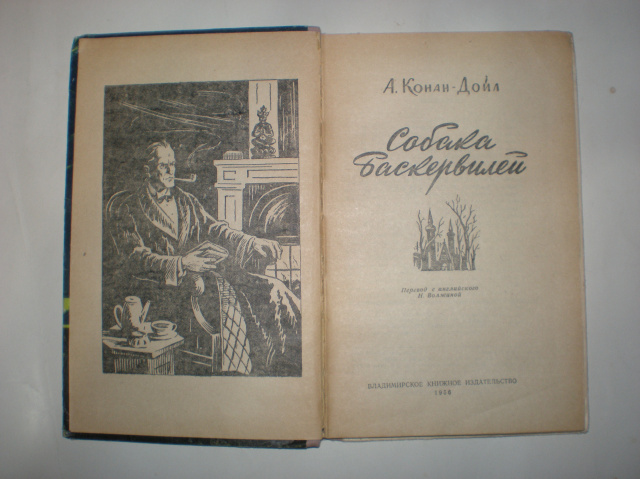 А. Конан-Дойл
Собака
Баскервилей
Перевод с английского
Н. Волжиной
ВЛАДИМИРСКОЕ КНИЖНОЕ ИЗДАТЕЛЬСТВО
1958